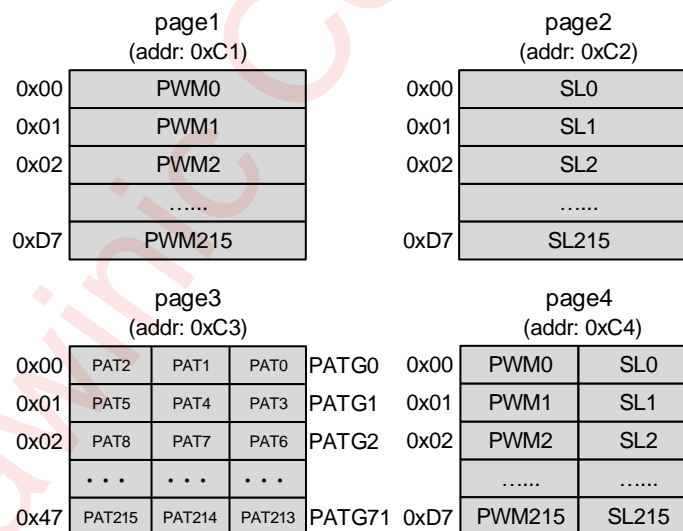 page1
(addr: 0xC1)
0x00 PWM0
0x01 PWM1
0x02 PWM2
…...
0xD7 PWM215
page2
(addr: 0xC2)
0x00 SL0
0x01 SL1
0x02 SL2
…...
0xD7 SL215
page3
(addr: 0xC3)
0x00 PAT2 PAT1 PAT0 PATG0
0x01 PAT5 PAT4 PAT3 PATG1
0x02 PAT8 PAT7 PAT6 PATG2
... ... ...
0x47 PAT215 PAT214 PAT213 PATG71
page4
(addr: 0xC4)
0x00 PWM0 SL0
0x01 PWM1 SL1
0x02 PWM2 SL2
…... …...
0xD7 PWM215 SL215